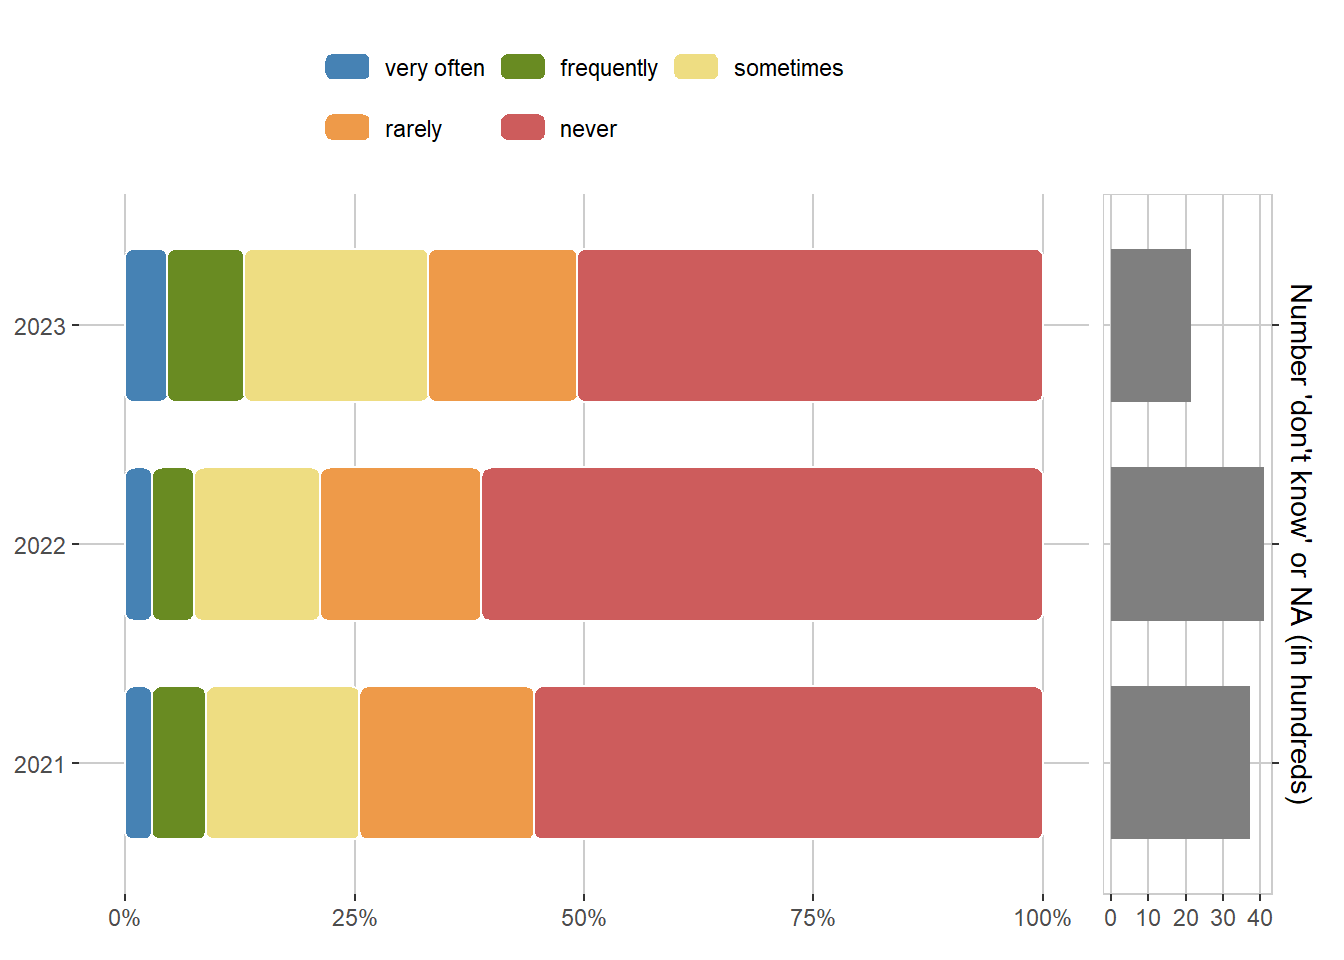 very often
frequently
sometimes
rarely
never
2023
2022
2021
0%
25%
50%
75%
100%
0
10
20
30
40
Number 'don't know' or NA (in hundreds)